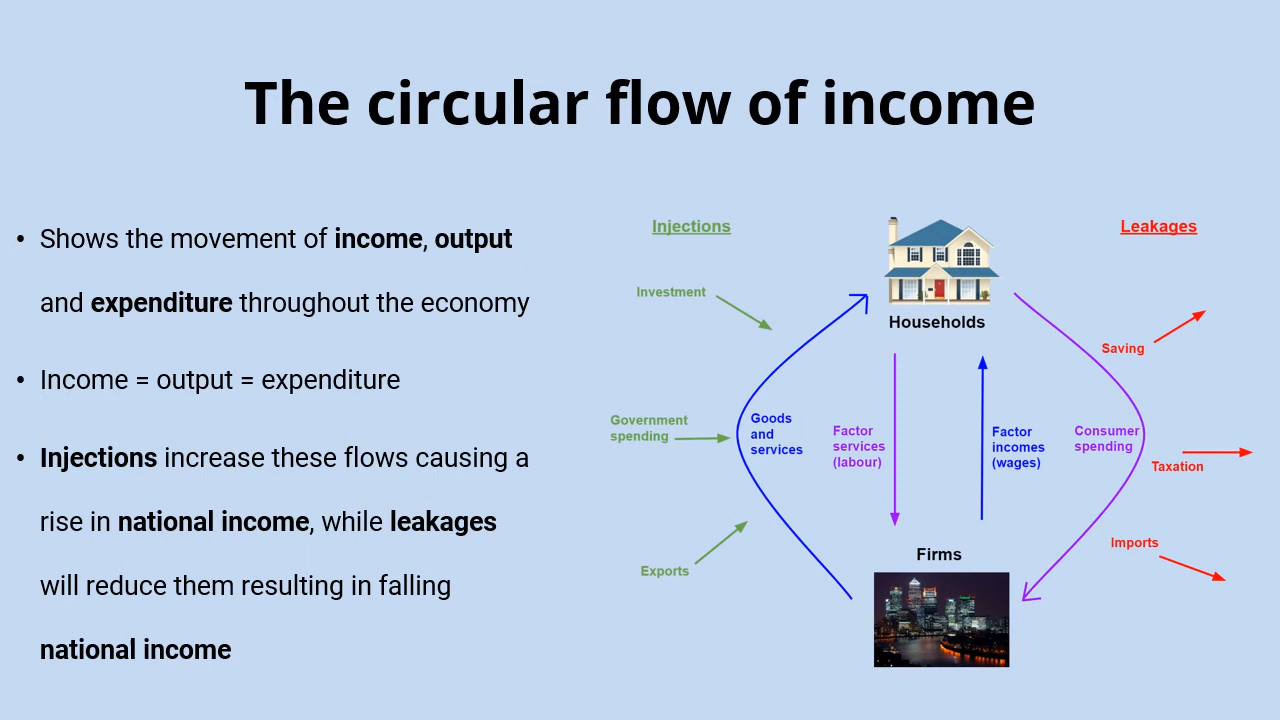 The circular flow of income
• Shows the movement of income, output
and expenditure throughout the economy
• Income = output = expenditure
• Injections increase these flows causing a
rise in national income, while leakages
will reduce them resulting in falling
national income
Injections
Investment
Government
spending
Exports
Households
Goods
and
services
Factor
services
(labour)
Factor
incomes
(wages)
Consumer
spending
Firms
Leakages
Saving
Taxation
Imports